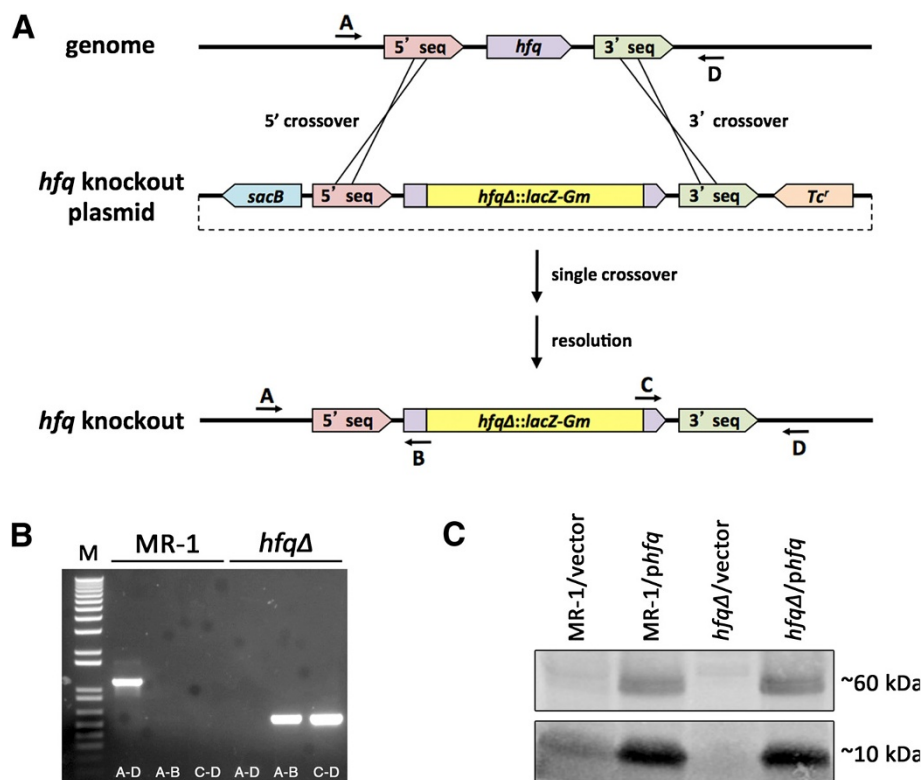 A
genome
A
5' seq
hfq
3' seq
D
5' crossover
3' crossover
hfq knockout
plasmid
sacB
5' seq
hfqΔ::lacZ-Gm
3' seq
Tcʳ
single crossover
resolution
hfq knockout
A
5' seq
hfqΔ::lacZ-Gm
C
3' seq
B
D
B
M
MR-1
hfqΔ
A-D A-B C-D A-D A-B C-D
C
MR-1/vector
MR-1/phfq
hfqΔ/vector
hfqΔ/phfq
~60 kDa
~10 kDa